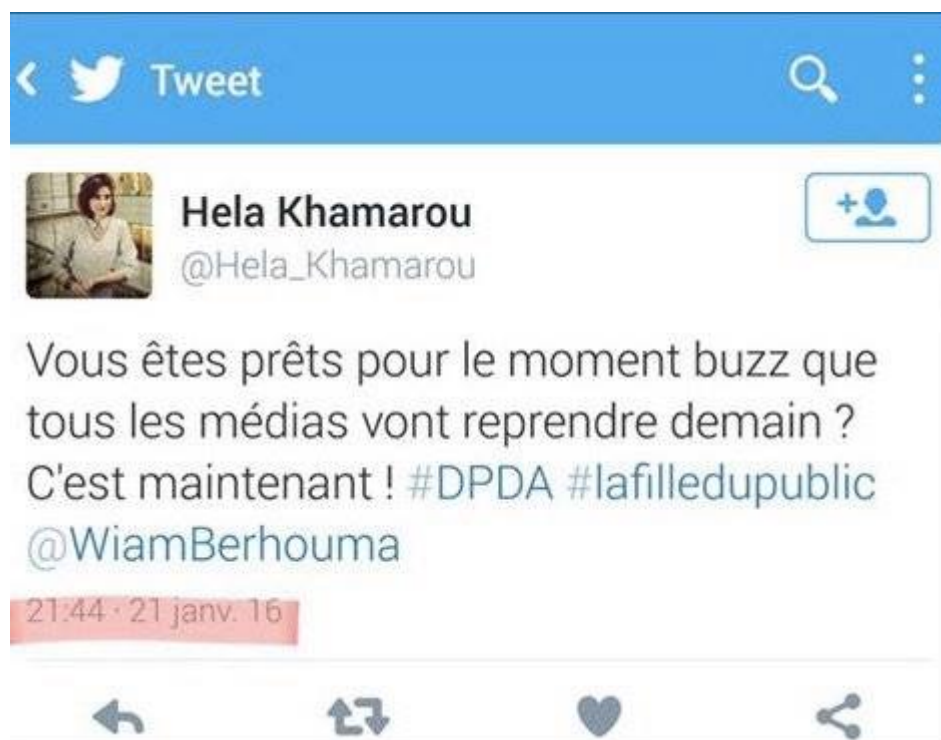 Tweet
Hela Khamarou
@Hela_Khamarou
Vous êtes prêts pour le moment buzz que
tous les médias vont reprendre demain ?
C'est maintenant ! #DPDA #lafilledupublic
@WiamBerhouma
21:44 · 21 janv. 16